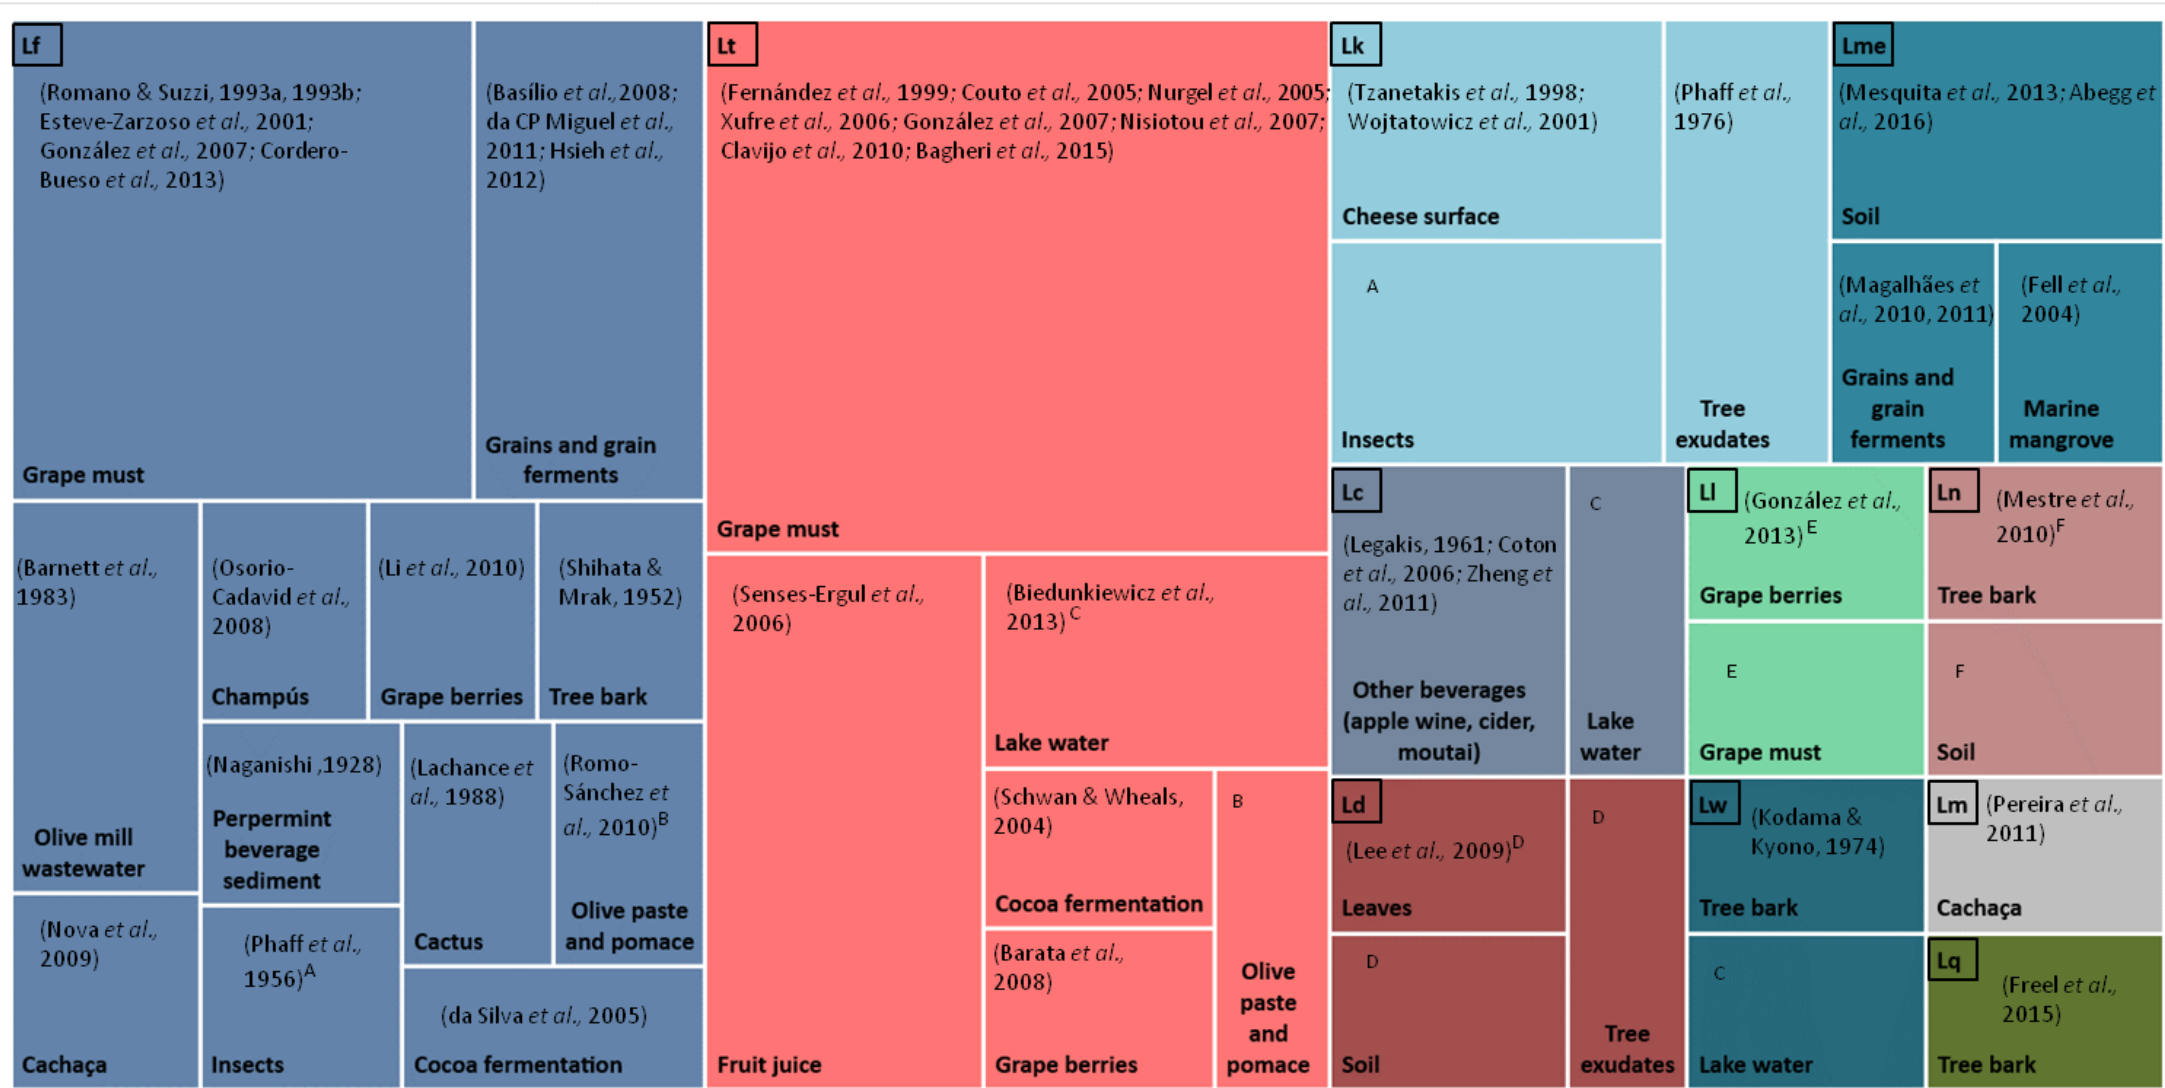 Lf
(Romano & Suzzi, 1993a, 1993b;
Esteve-Zarzoso et al., 2001;
González et al., 2007; Cordero-
Bueso et al., 2013)
Grape must
(Basílio et al.,2008;
da CP Miguel et al.,
2011; Hsieh et al.,
2012)
Grains and grain
ferments
(Barnett et al.,
1983)
Olive mill
wastewater
(Osorio-
Cadavid et al.,
2008)
Champús
(Li et al., 2010)
Grape berries
(Shihata &
Mrak, 1952)
Tree bark
(Naganishi ,1928)
Perpermint
beverage
sediment
(Lachance et
al., 1988)
Cactus
(Romo-
Sánchez et
al., 2010)B
Olive paste
and pomace
(Nova et al.,
2009)
Cachaça
(Phaff et al.,
1956)A
Insects
(da Silva et al., 2005)
Cocoa fermentation
Lt
(Fernández et al., 1999; Couto et al., 2005; Nurgel et al., 2005;
Xufre et al., 2006; González et al., 2007; Nisiotou et al., 2007;
Clavijo et al., 2010; Bagheri et al., 2015)
Grape must
(Senses-Ergul et al.,
2006)
Fruit juice
(Biedunkiewicz et al.,
2013) C
Lake water
(Schwan & Wheals,
2004)
Cocoa fermentation
(Barata et al.,
2008)
Grape berries
B
Olive
paste
and
pomace
Lk
(Tzanetakis et al., 1998;
Wojtatowicz et al., 2001)
Cheese surface
A
Insects
(Phaff et al.,
1976)
Tree
exudates
Lme
(Mesquita et al., 2013; Abegg et
al., 2016)
Soil
(Magalhães et
al., 2010, 2011)
Grains and
grain
ferments
(Fell et al.,
2004)
Marine
mangrove
Lc
(Legakis, 1961; Coton
et al., 2006; Zheng et
al., 2011)
Other beverages
(apple wine, cider,
moutai)
C
Lake
water
Ll
(González et al.,
2013) E
Grape berries
E
Grape must
Ln
(Mestre et al.,
2010)F
Tree bark
F
Soil
Ld
(Lee et al., 2009)D
Leaves
D
Soil
D
Tree
exudates
Lw
(Kodama &
Kyono, 1974)
Tree bark
C
Lake water
Lm
(Pereira et al.,
2011)
Cachaça
Lq
(Freel et al.,
2015)
Tree bark